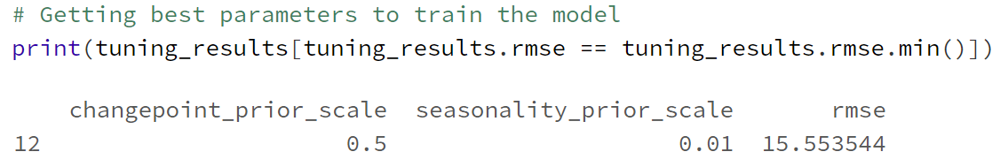 # Getting best parameters to train the model
print(tuning_results[tuning_results.rmse == tuning_results.rmse.min()])
changepoint_prior_scale seasonality_prior_scale rmse
12 0.5 0.01 15.553544